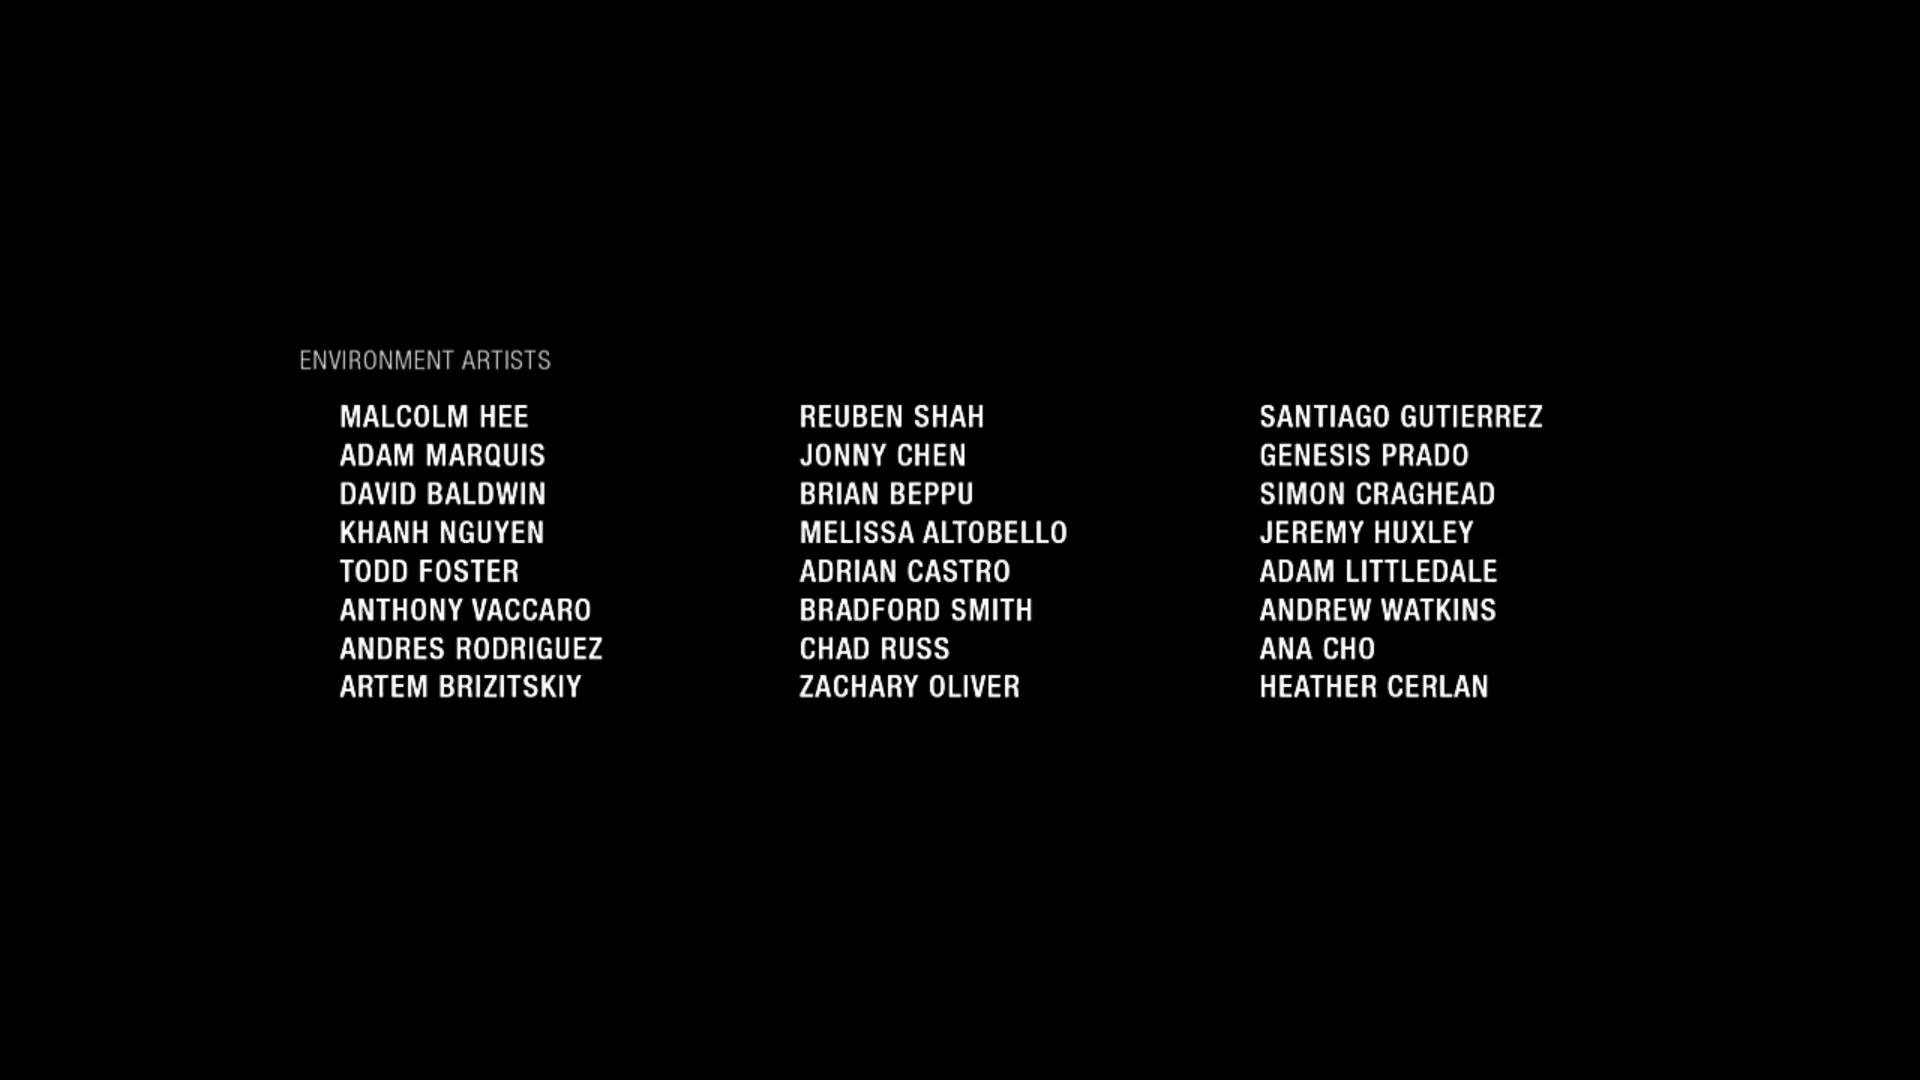 ENVIRONMENT ARTISTS
MALCOLM HEE
ADAM MARQUIS
DAVID BALDWIN
KHANH NGUYEN
TODD FOSTER
ANTHONY VACCARO
ANDRES RODRIGUEZ
ARTEM BRIZITSKIY
REUBEN SHAH
JONNY CHEN
BRIAN BEPPU
MELISSA ALTOBELLO
ADRIAN CASTRO
BRADFORD SMITH
CHAD RUSS
ZACHARY OLIVER
SANTIAGO GUTIERREZ
GENESIS PRADO
SIMON CRAGHEAD
JEREMY HUXLEY
ADAM LITTLEDALE
ANDREW WATKINS
ANA CHO
HEATHER CERLAN